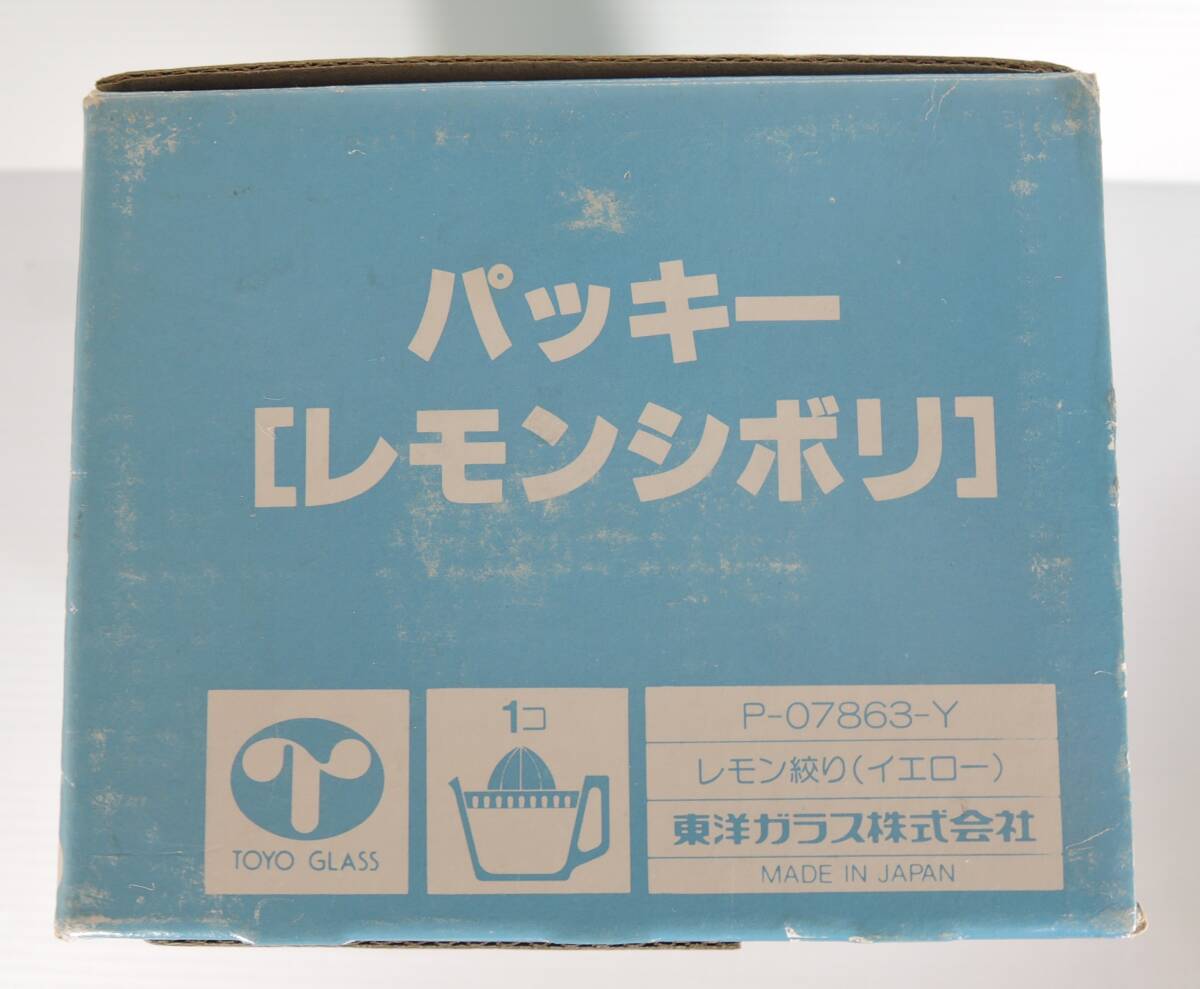 パッキー
[レモンシボリ]
TOYO GLASS
1コ
P-07863-Y
レモン絞り(イエロー)
東洋ガラス株式会社
MADE IN JAPAN